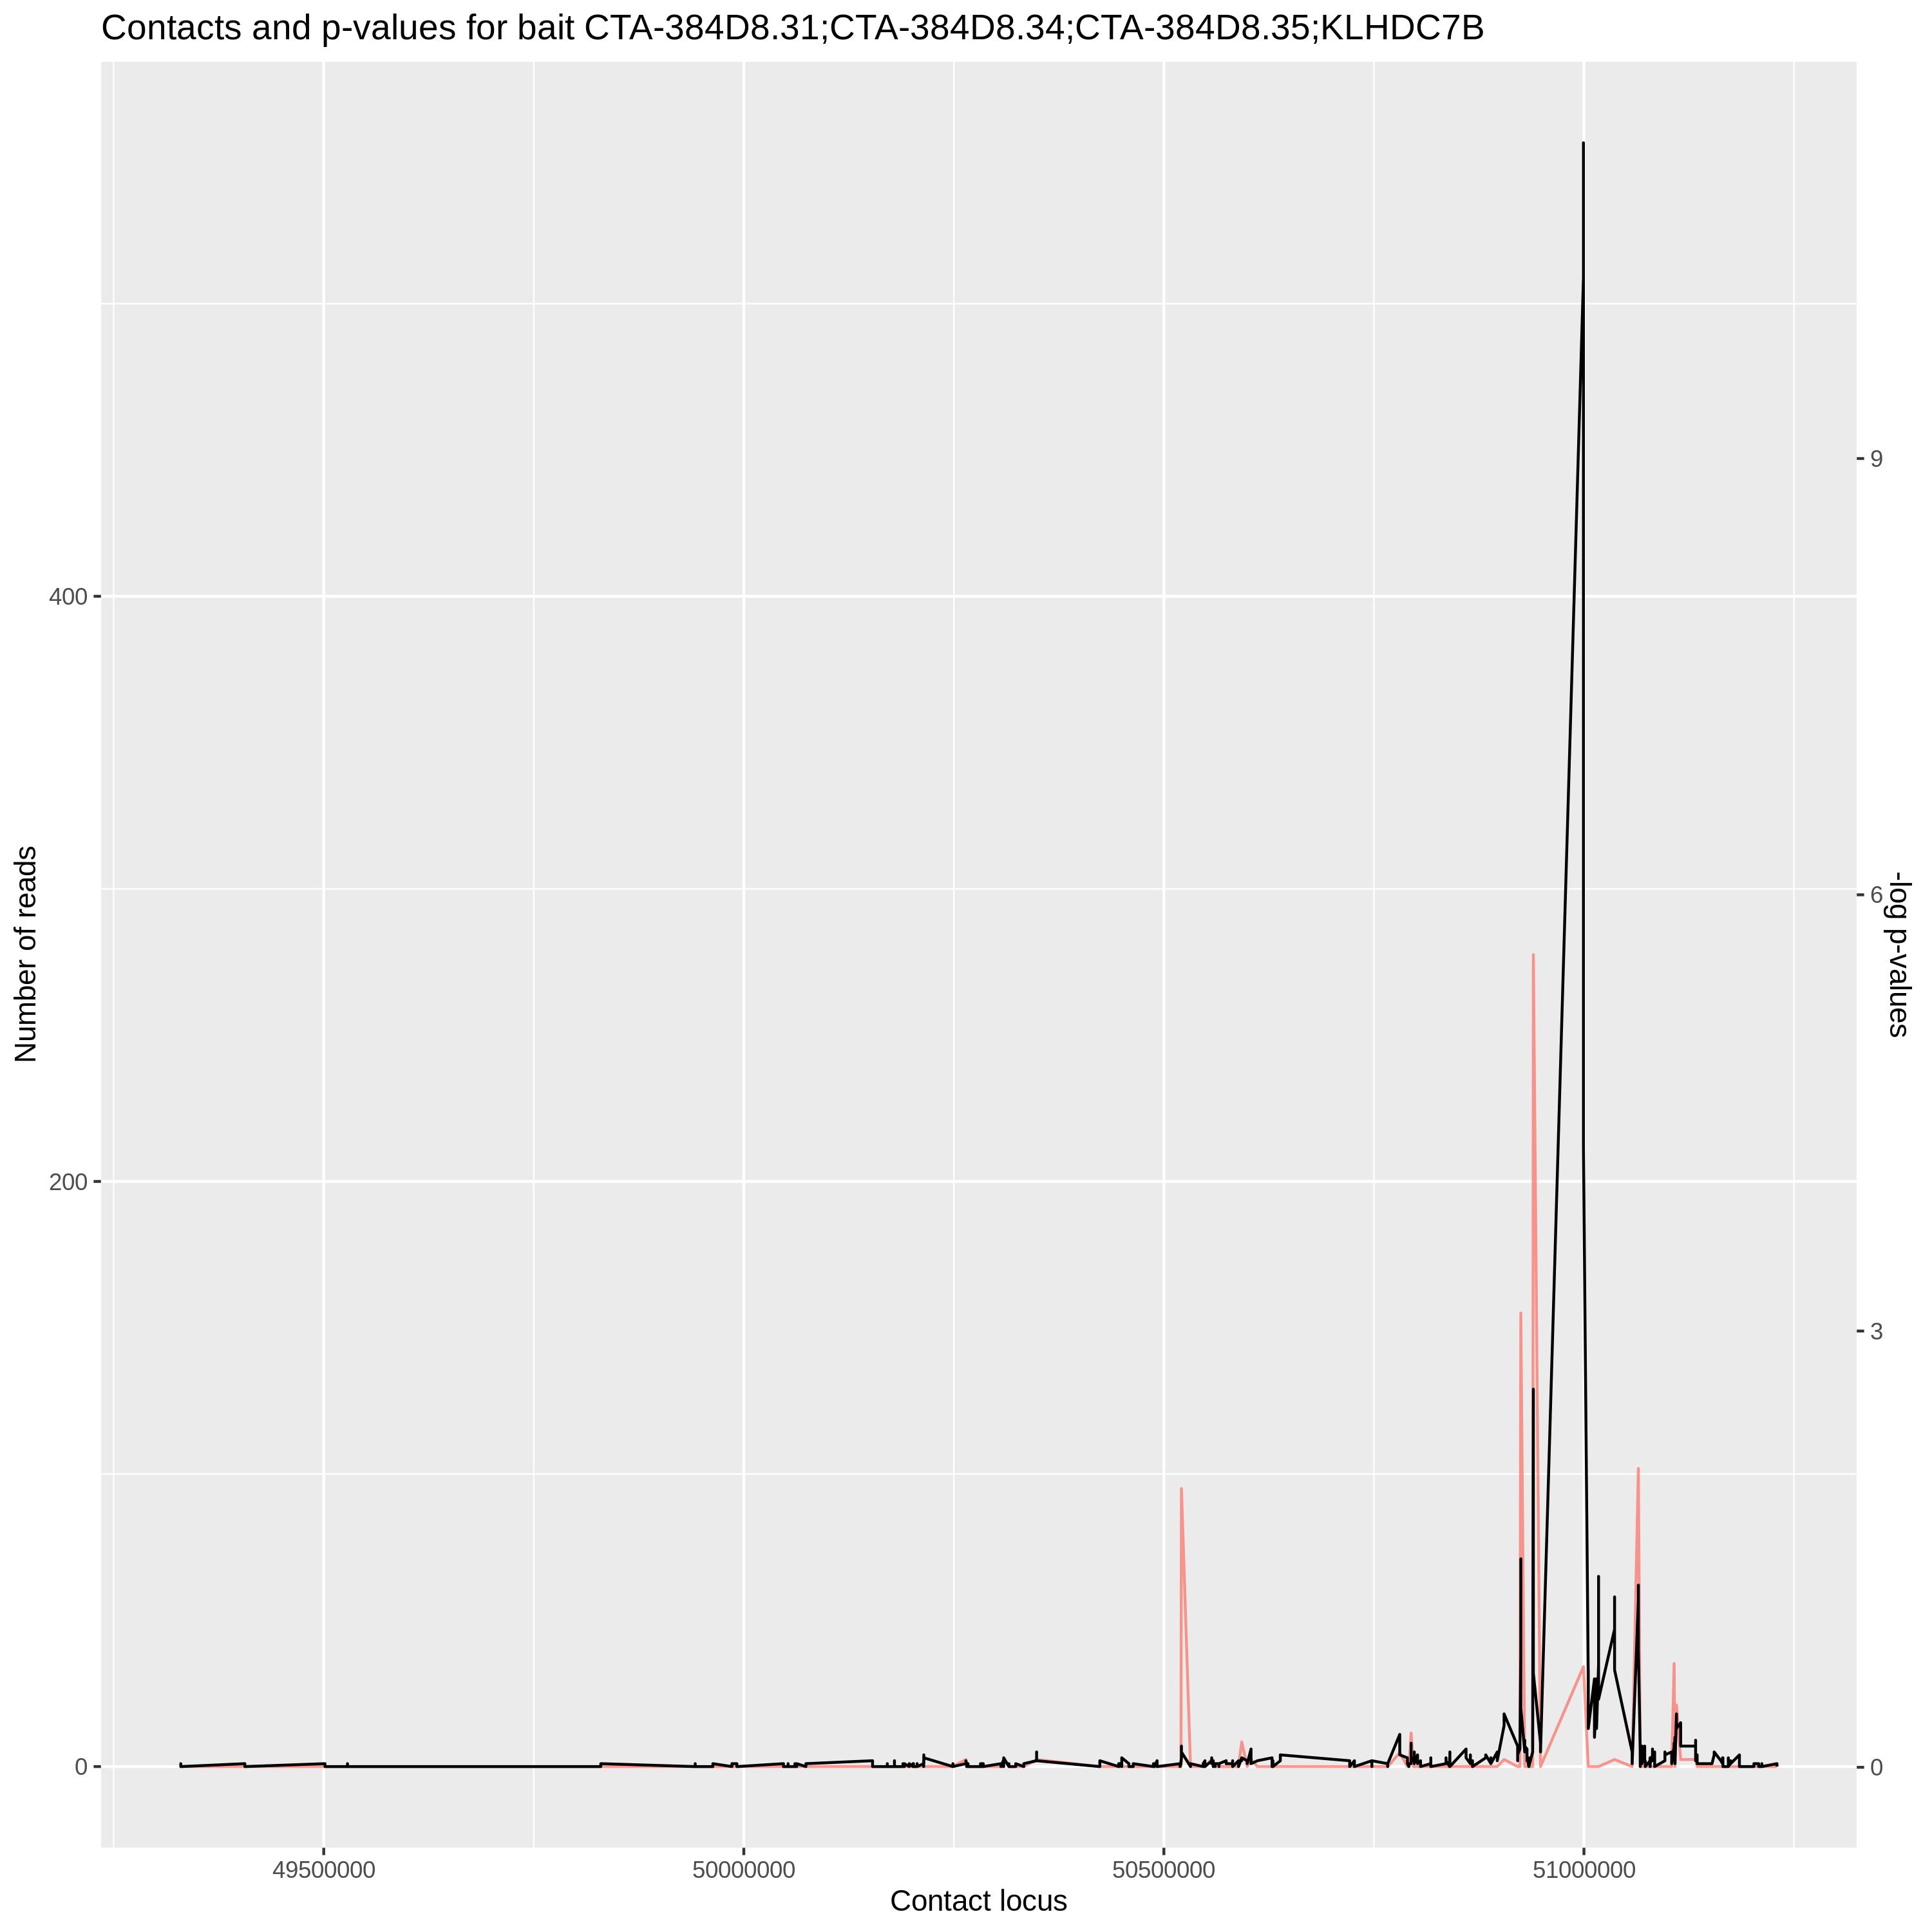 Contacts and p-values for bait CTA-384D8.31;CTA-384D8.34;CTA-384D8.35;KLHDC7B
Number of reads
400
200
0
9
6
3
0
-log p-values
49500000
50000000
50500000
51000000
Contact locus